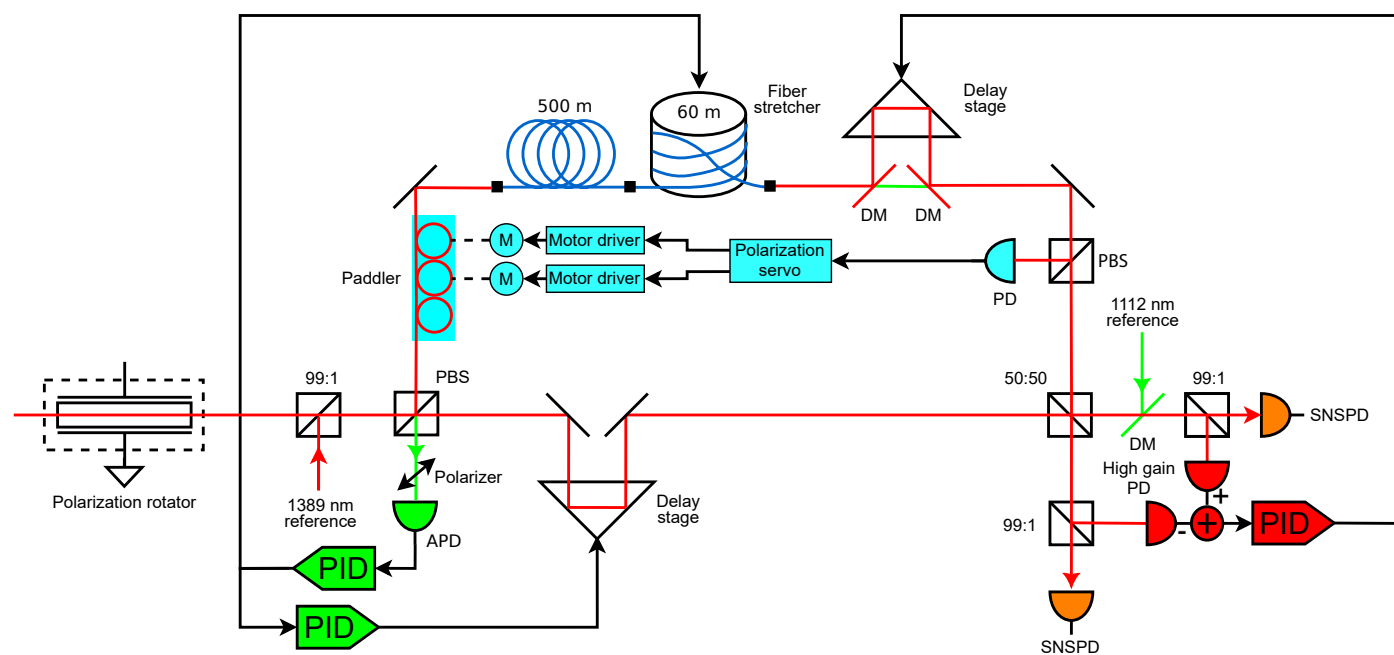 500 m
60 m
Fiber
stretcher
Delay
stage
DM
DM
Paddler
M
Motor driver
M
Motor driver
Polarization
servo
PD
PBS
1112 nm
reference
99:1
PBS
50:50
99:1
SNSPD
DM
Polarization rotator
1389 nm
reference
Polarizer
APD
Delay
stage
High gain
PD
+
99:1
-
+
PID
PID
PID
SNSPD